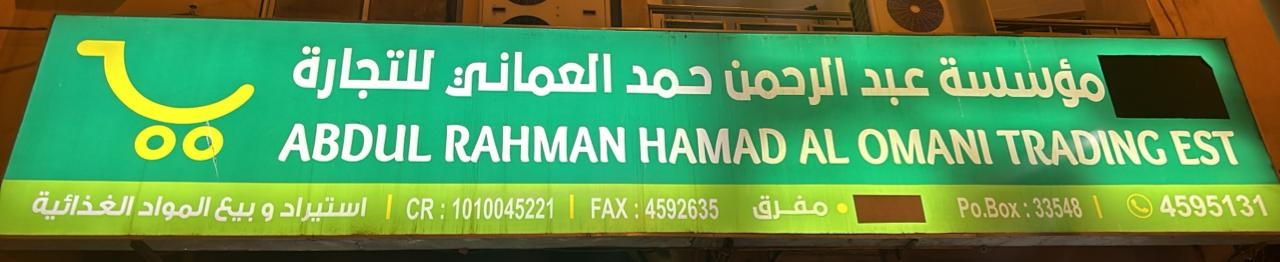 مؤسسة عبد الرحمن حمد العماني للتجارة
ABDUL RAHMAN HAMAD AL OMANI TRADING EST
استيراد و بيع المواد الغذائية | CR : 1010045221 | FAX : 4592635 مفرق • Po.Box : 33548 | 4595131